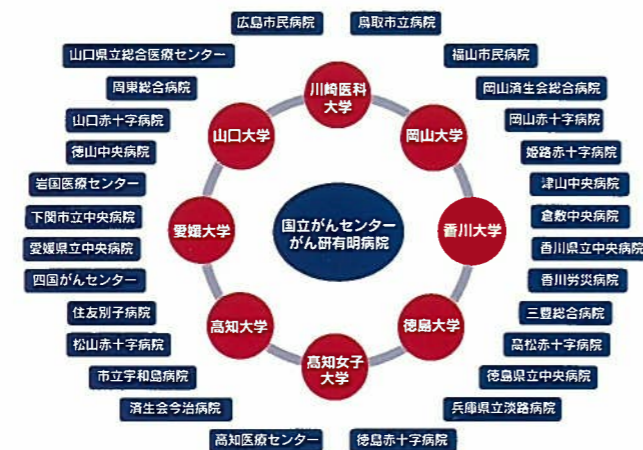 広島市民病院
鳥取市立病院
山口県立総合医療センター
福山市民病院
周東総合病院
川崎医科
大学
岡山済生会総合病院
山口赤十字病院
山口大学
岡山大学
岡山赤十字病院
徳山中央病院
姫路赤十字病院
岩国医療センター
津山中央病院
下関市立中央病院
愛媛大学
国立がんセンター
がん研有明病院
香川大学
倉敷中央病院
愛媛県立中央病院
香川県立中央病院
四国がんセンター
香川労災病院
住友別子病院
高知大学
徳島大学
三豊総合病院
松山赤十字病院
高知女子
大学
高松赤十字病院
市立宇和島病院
徳島県立中央病院
済生会今治病院
兵庫県立淡路病院
高知医療センター
徳島赤十字病院